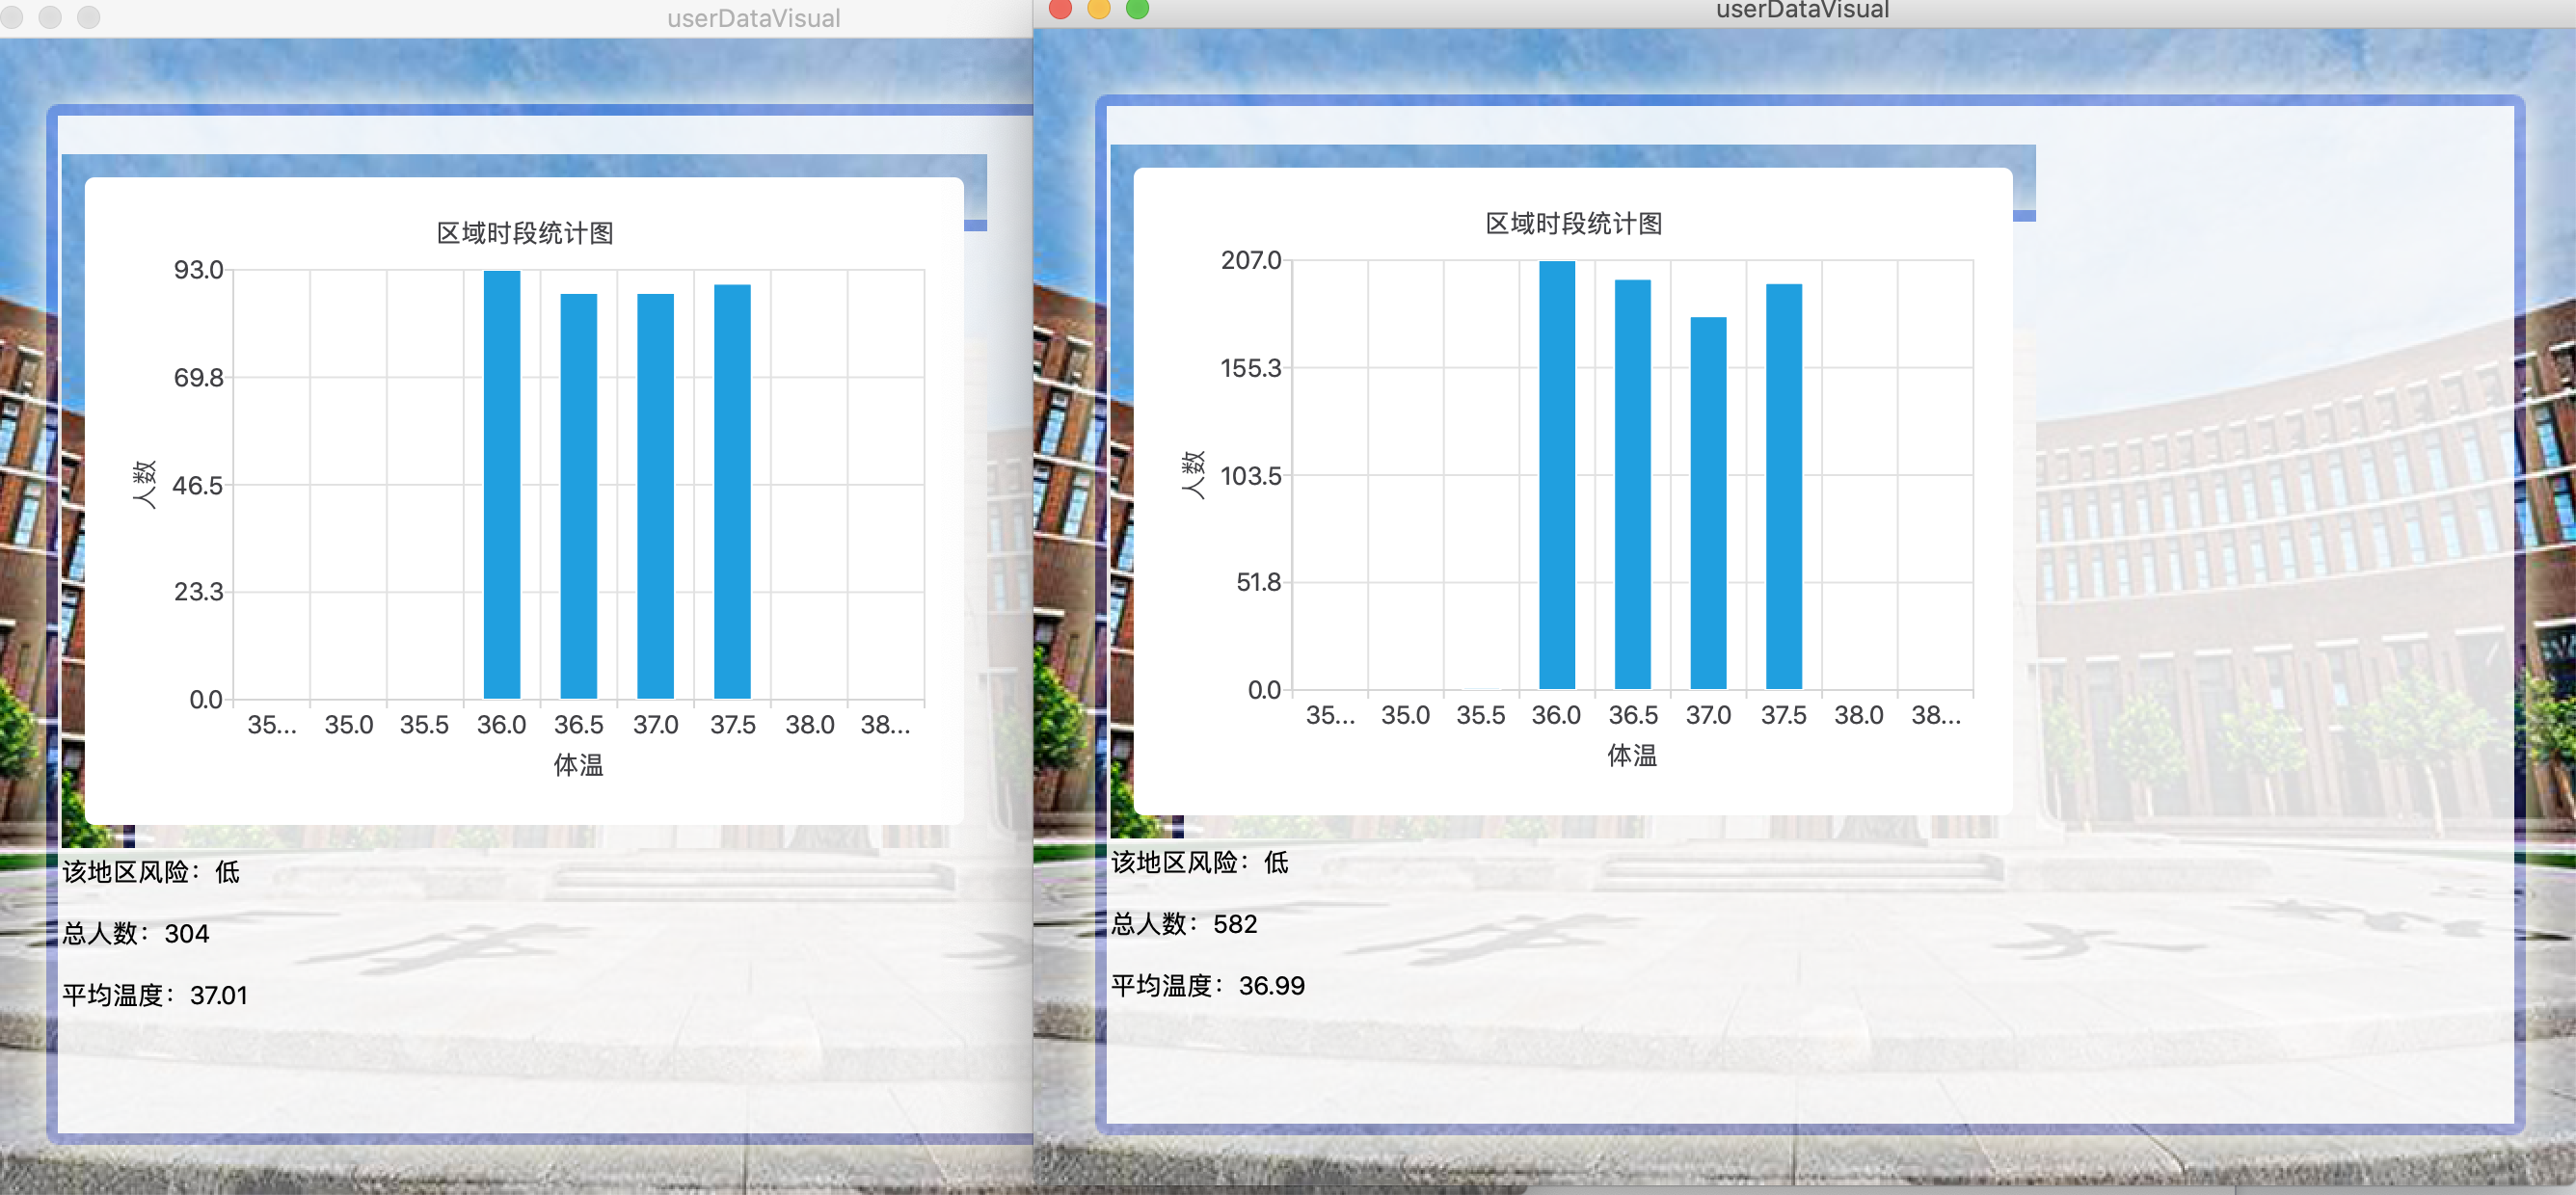 userDataVisual
区域时段统计图
93.0
69.8
46.5
23.3
0.0
人数
35... 35.0 35.5 36.0 36.5 37.0 37.5 38.0 38...
体温
该地区风险：低
总人数：304
平均温度：37.01
userDataVisual
区域时段统计图
207.0
155.3
103.5
51.8
0.0
人数
35... 35.0 35.5 36.0 36.5 37.0 37.5 38.0 38...
体温
该地区风险：低
总人数：582
平均温度：36.99